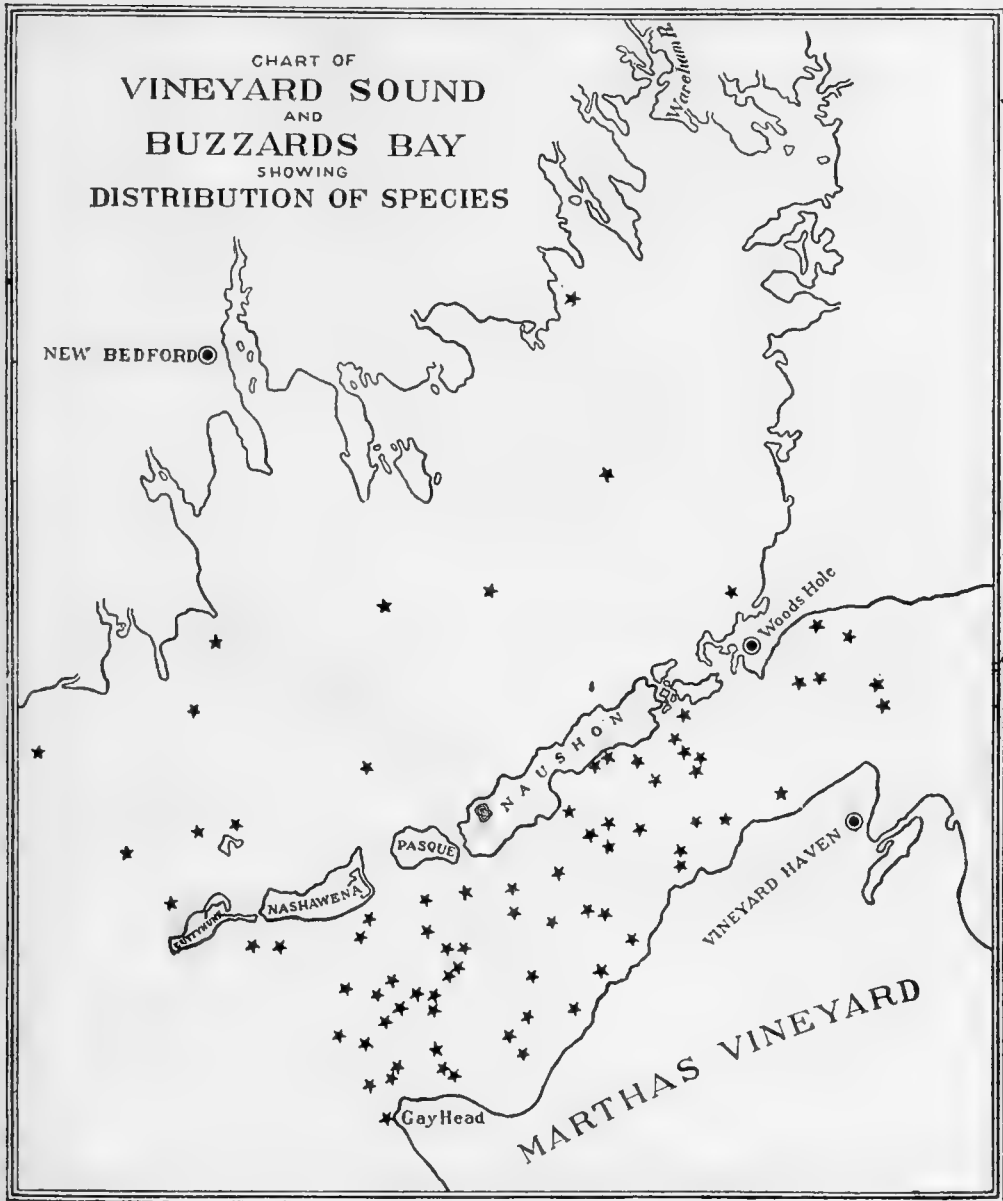 CHART OF
VINEYARD SOUND
AND
BUZZARDS BAY
SHOWING
DISTRIBUTION OF SPECIES
Wareham R.
NEW BEDFORD
Woods Hole
NAUSHON
PASQUE
NASHAWENA
CUTTYHUNK
VINEYARD HAVEN
MARTHAS VINEYARD
Gay Head